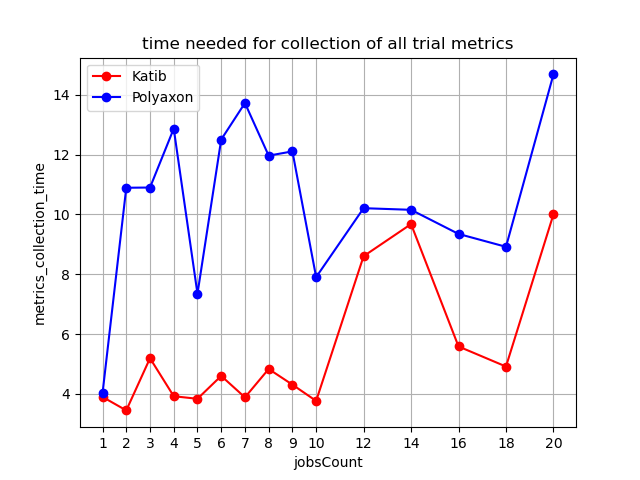 time needed for collection of all trial metrics
Katib
Polyaxon
14
12
10
8
6
4
metrics_collection_time
1 2 3 4 5 6 7 8 9 10 12 14 16 18 20
jobsCount